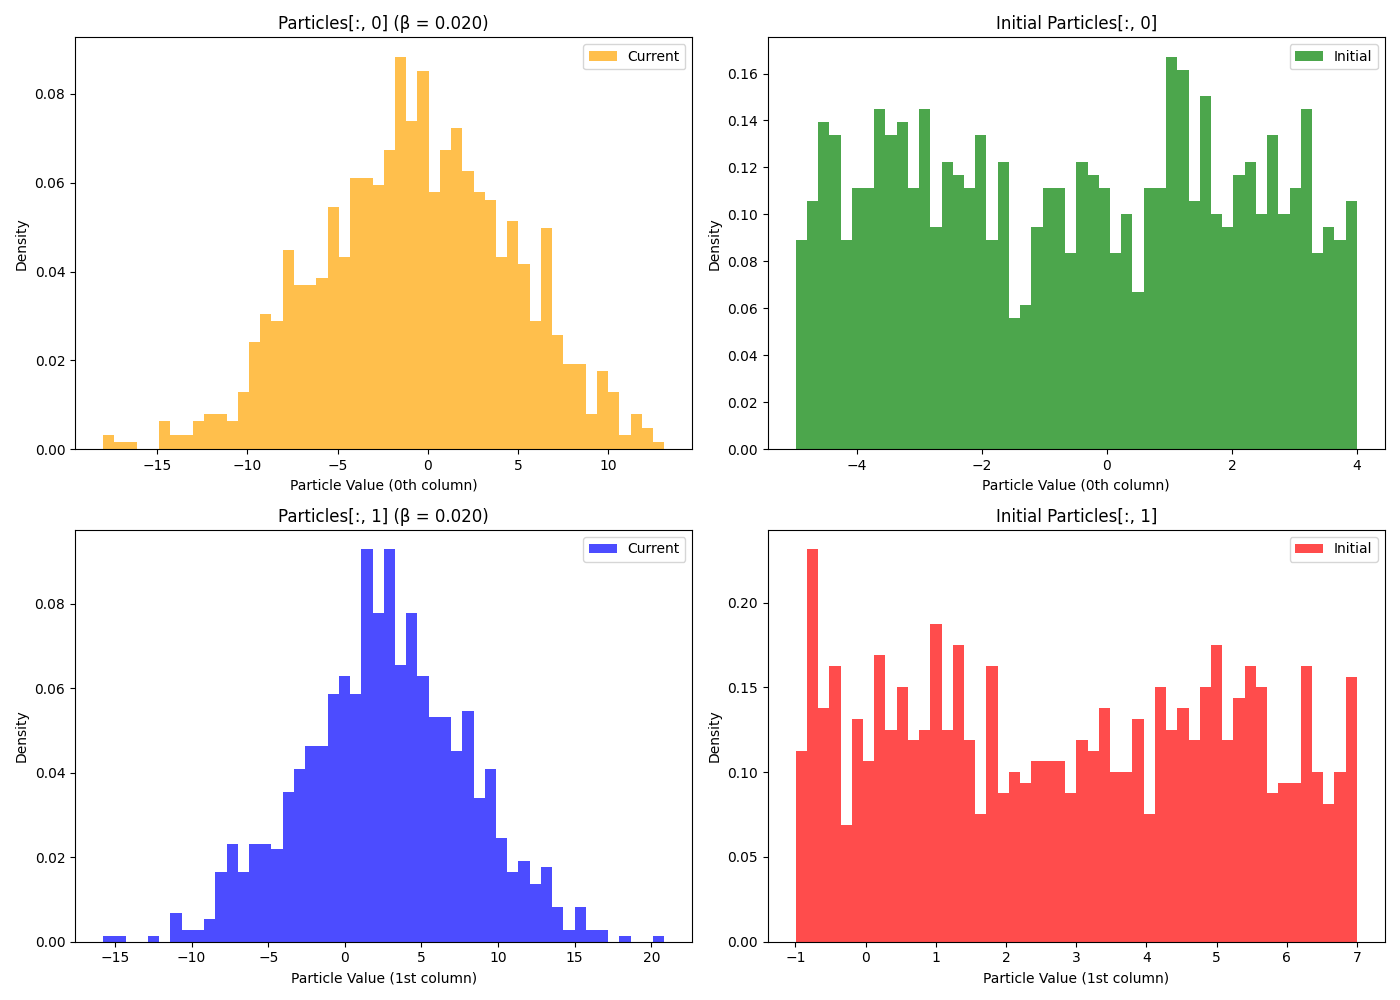 Particles[:, 0] (β = 0.020)
Current
0.08
0.06
0.04
0.02
0.00
Density
−15 −10 −5 0 5 10
Particle Value (0th column)
Initial Particles[:, 0]
Initial
0.16
0.14
0.12
0.10
0.08
0.06
0.04
0.02
0.00
Density
−4 −2 0 2 4
Particle Value (0th column)
Particles[:, 1] (β = 0.020)
Current
0.08
0.06
0.04
0.02
0.00
Density
−15 −10 −5 0 5 10 15 20
Particle Value (1st column)
Initial Particles[:, 1]
Initial
0.20
0.15
0.10
0.05
0.00
Density
−1 0 1 2 3 4 5 6 7
Particle Value (1st column)